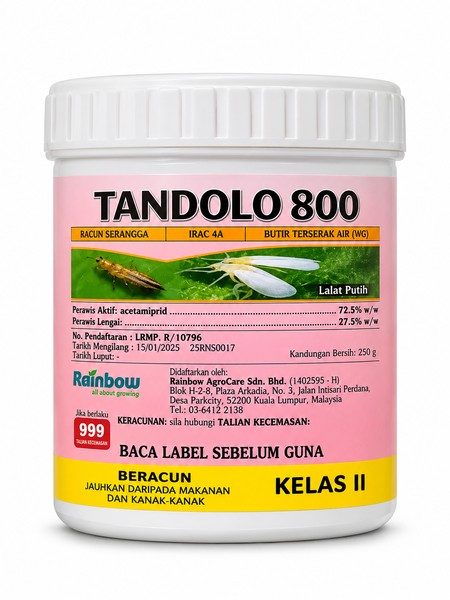 TANDOLO 800
RACUN SERANGGA IRAC 4A BUTIR TERSERAK AIR (WG)
Lalat Putih
Perawis Aktif: acetamiprid 72.5% w/w
Perawis Lengai: 27.5% w/w
No. Pendaftaran : LRMP. R/10796
Tarikh Mengilang : 15/01/2025 25RNS0017
Tarikh Luput: -
Kandungan Bersih: 250 g
Rainbow
all about growing
Didaftarkan oleh:
Rainbow AgroCare Sdn. Bhd. (1402595 - H)
Blok H-2-8, Plaza Arkadia, No. 3, Jalan Intisari Perdana,
Desa Parkcity, 52200 Kuala Lumpur, Malaysia
Tel.: 03-6412 2138
Jika berlaku
KERACUNAN: sila hubungi TALIAN KECEMASAN:
999
TALIAN KECEMASAN
BACA LABEL SEBELUM GUNA
BERACUN
JAUHKAN DARIPADA MAKANAN
DAN KANAK-KANAK
KELAS II